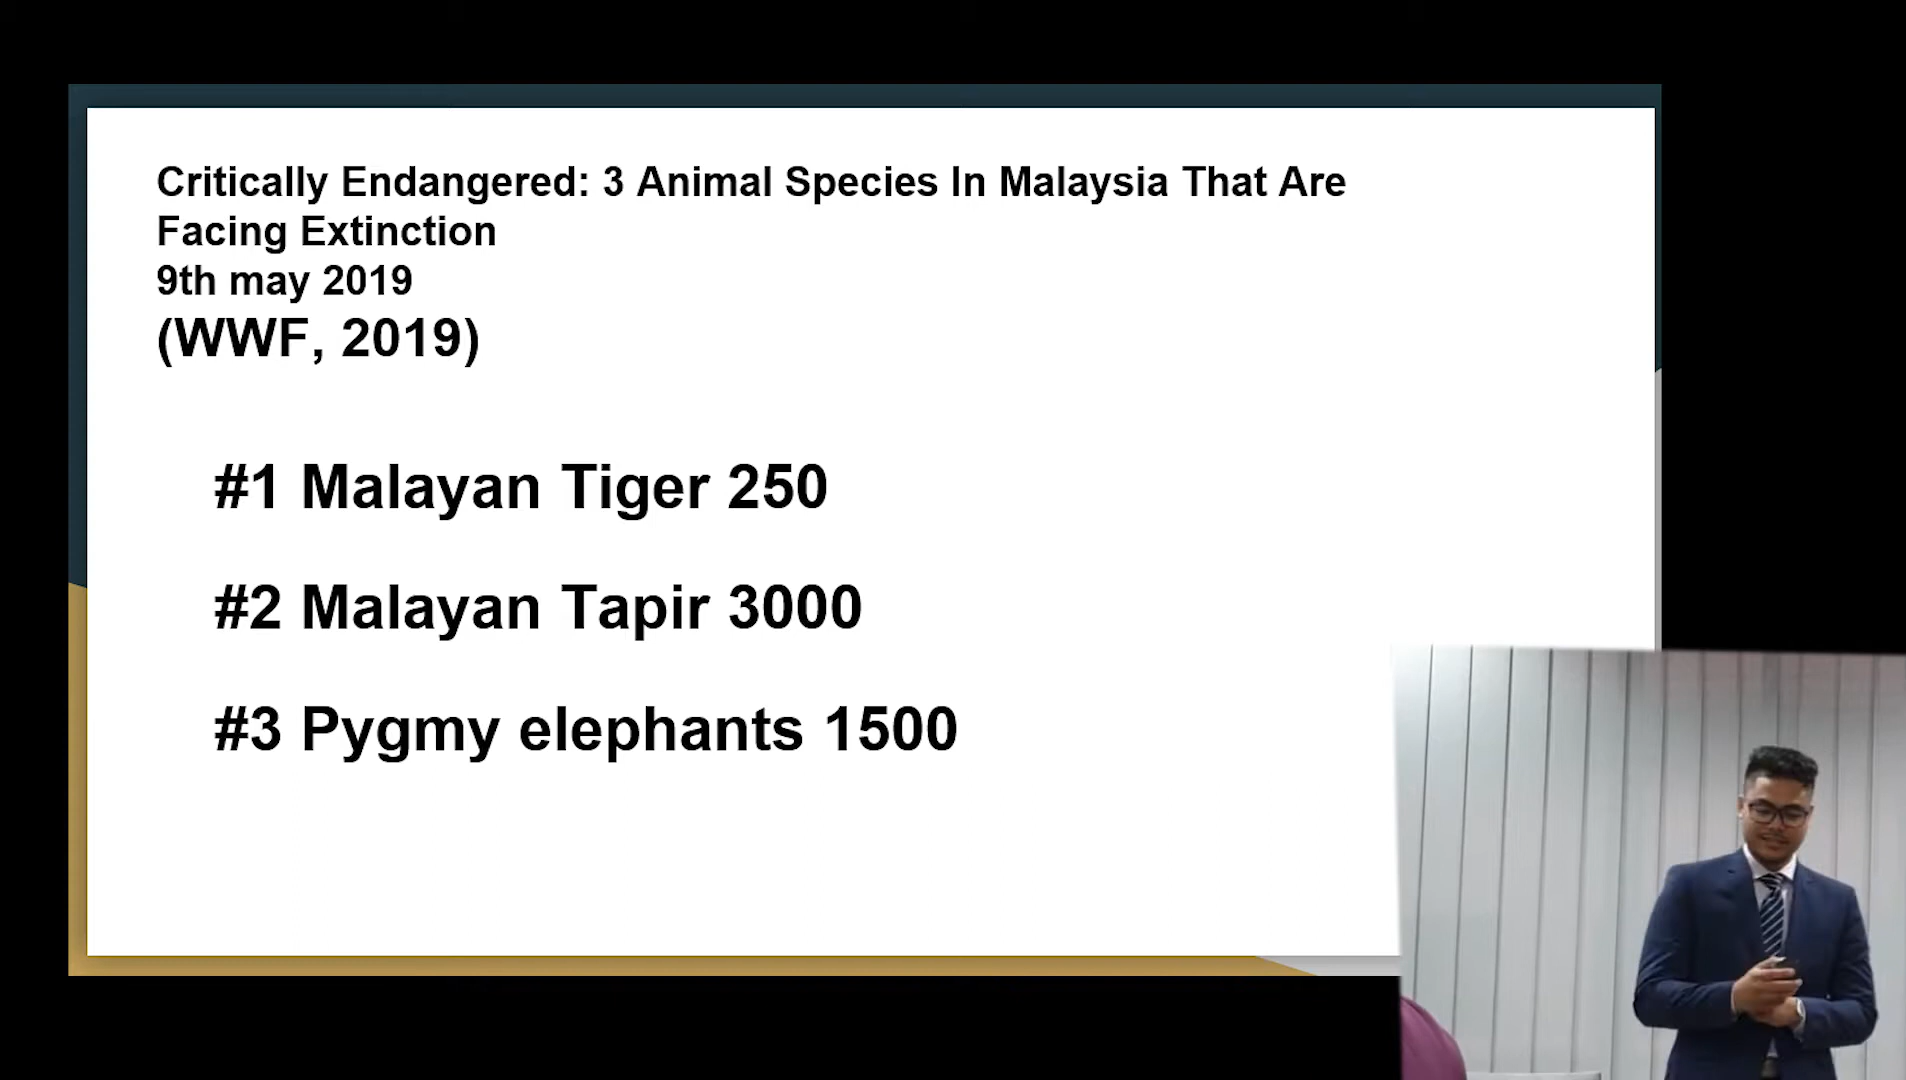 Critically Endangered: 3 Animal Species In Malaysia That Are
Facing Extinction
9th may 2019
(WWF, 2019)
#1 Malayan Tiger 250
#2 Malayan Tapir 3000
#3 Pygmy elephants 1500